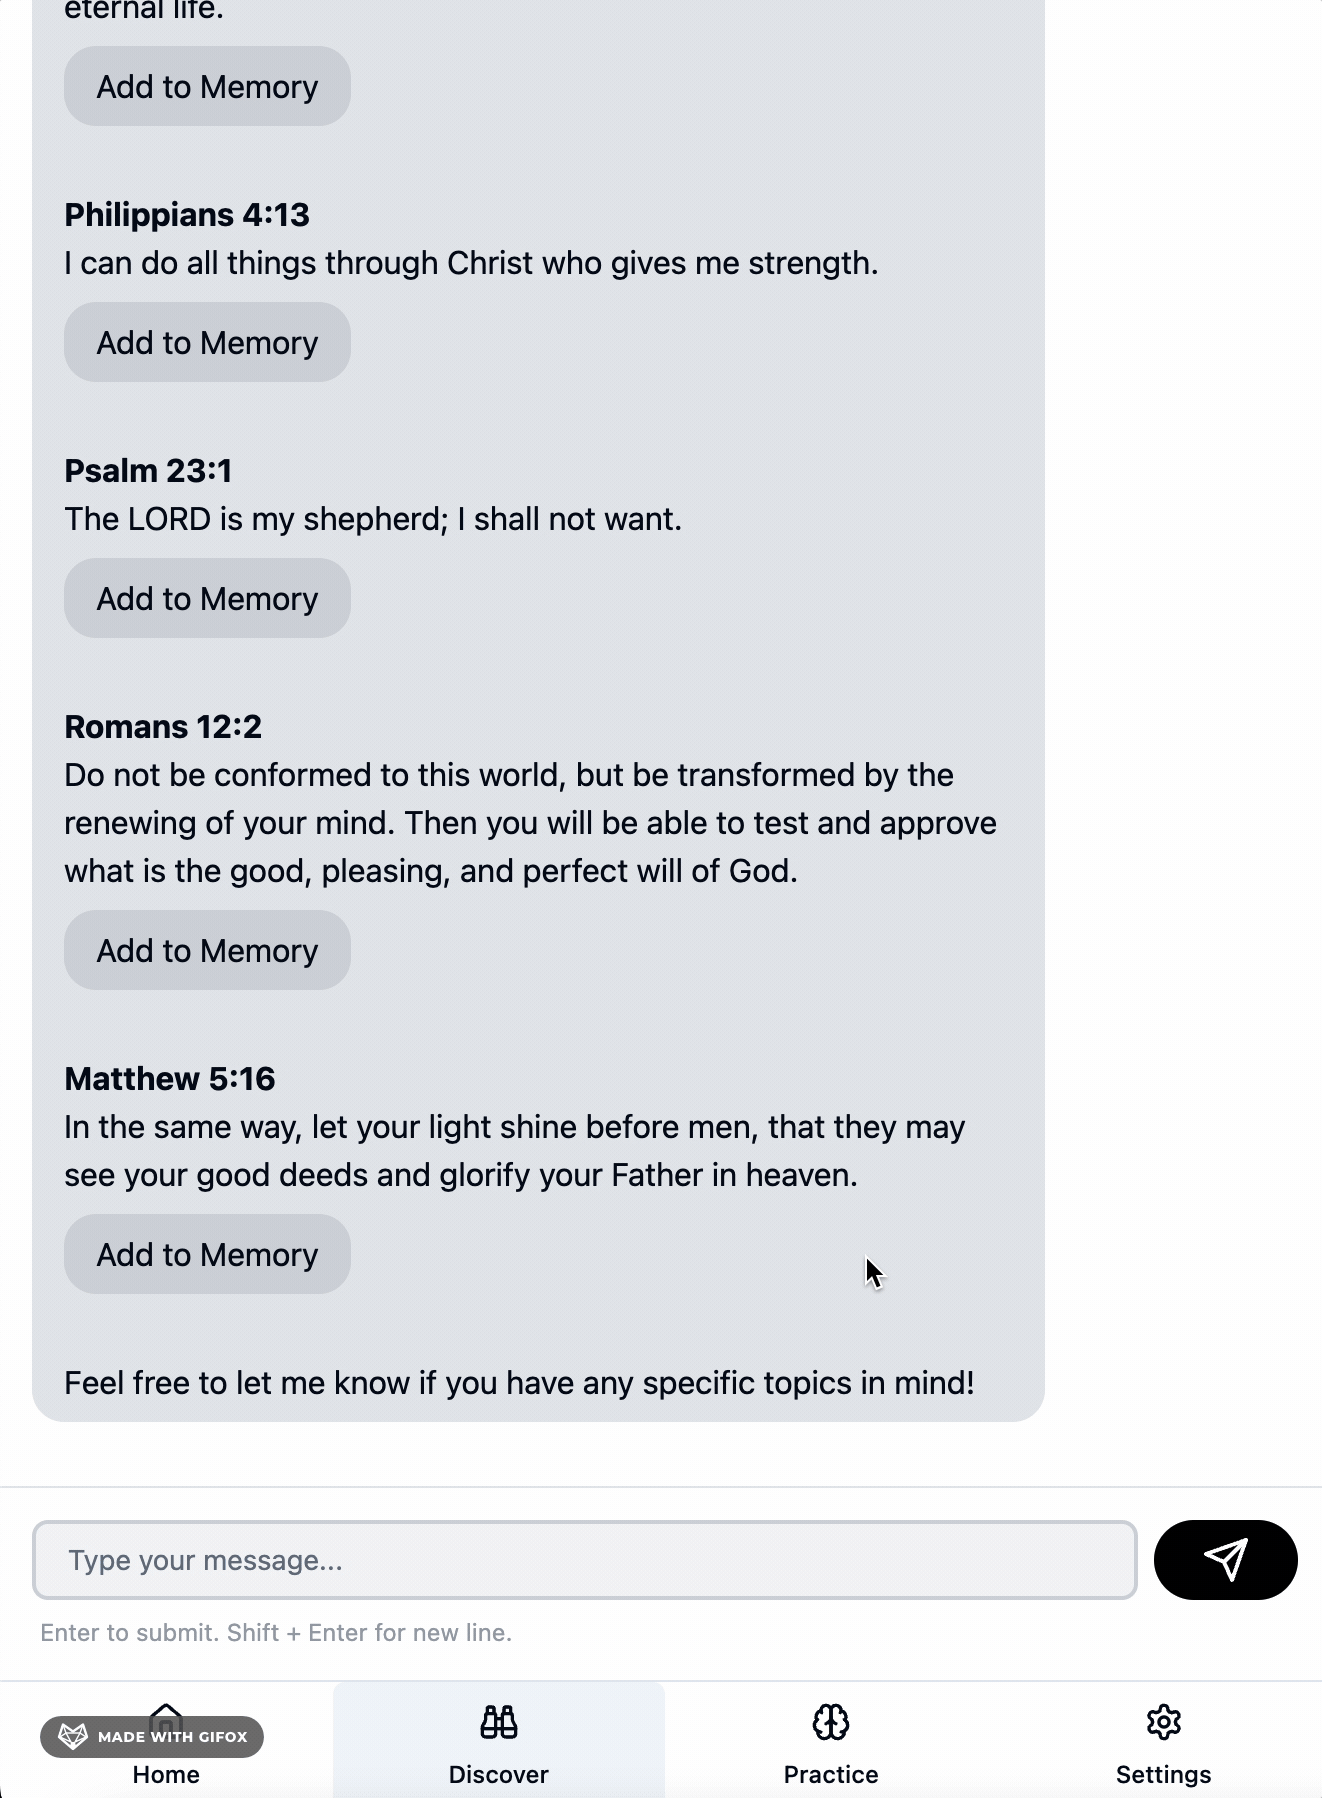 eternal life.
Add to Memory
Philippians 4:13
I can do all things through Christ who gives me strength.
Add to Memory
Psalm 23:1
The LORD is my shepherd; I shall not want.
Add to Memory
Romans 12:2
Do not be conformed to this world, but be transformed by the
renewing of your mind. Then you will be able to test and approve
what is the good, pleasing, and perfect will of God.
Add to Memory
Matthew 5:16
In the same way, let your light shine before men, that they may
see your good deeds and glorify your Father in heaven.
Add to Memory
Feel free to let me know if you have any specific topics in mind!
Type your message...
Enter to submit. Shift + Enter for new line.
MADE WITH GIFOX
Home
Discover
Practice
Settings